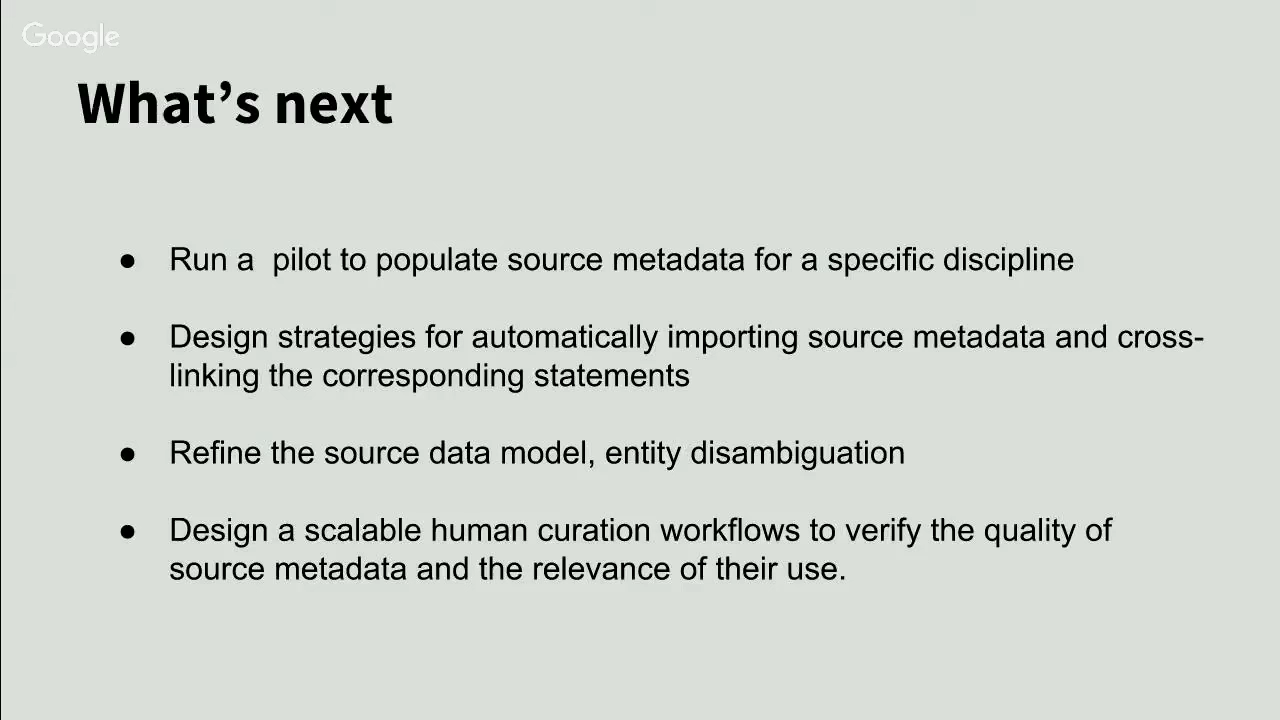 Google
What’s next
● Run a  pilot to populate source metadata for a specific discipline
● Design strategies for automatically importing source metadata and cross-
linking the corresponding statements
● Refine the source data model, entity disambiguation
● Design a scalable human curation workflows to verify the quality of
source metadata and the relevance of their use.